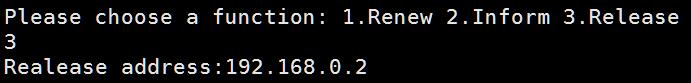 Please choose a function: 1.Renew 2.Inform 3.Release
3
Realease address:192.168.0.2